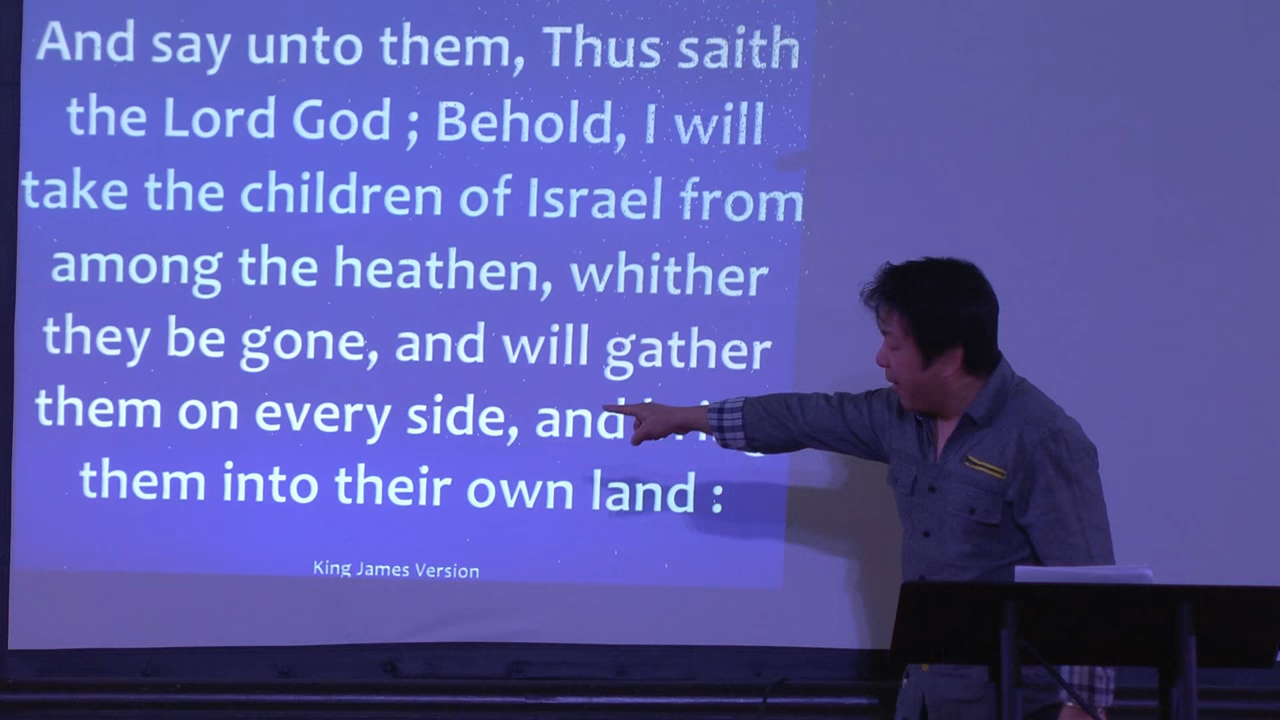 And say unto them, Thus saith
the Lord God ; Behold, I will
take the children of Israel from
among the heathen, whither
they be gone, and will gather
them on every side, and
them into their own land :
King James Version